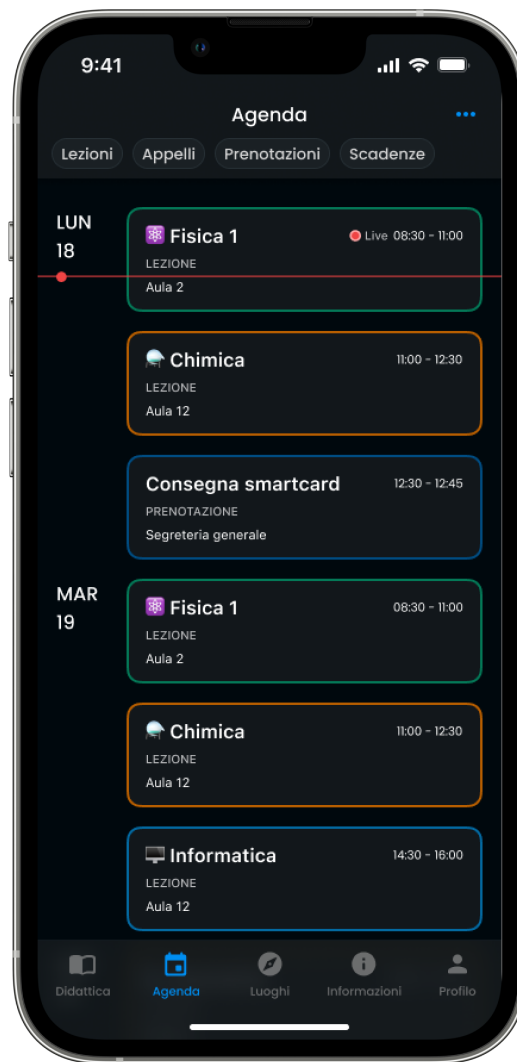 9:41
Agenda
Lezioni Appelli Prenotazioni Scadenze
LUN
18
Fisica 1 Live 08:30 - 11:00
LEZIONE
Aula 2
Chimica 11:00 - 12:30
LEZIONE
Aula 12
Consegna smartcard 12:30 - 12:45
PRENOTAZIONE
Segreteria generale
MAR
19
Fisica 1 08:30 - 11:00
LEZIONE
Aula 2
Chimica 11:00 - 12:30
LEZIONE
Aula 12
Informatica 14:30 - 16:00
LEZIONE
Aula 12
Didattica Agenda Luoghi Informazioni Profilo